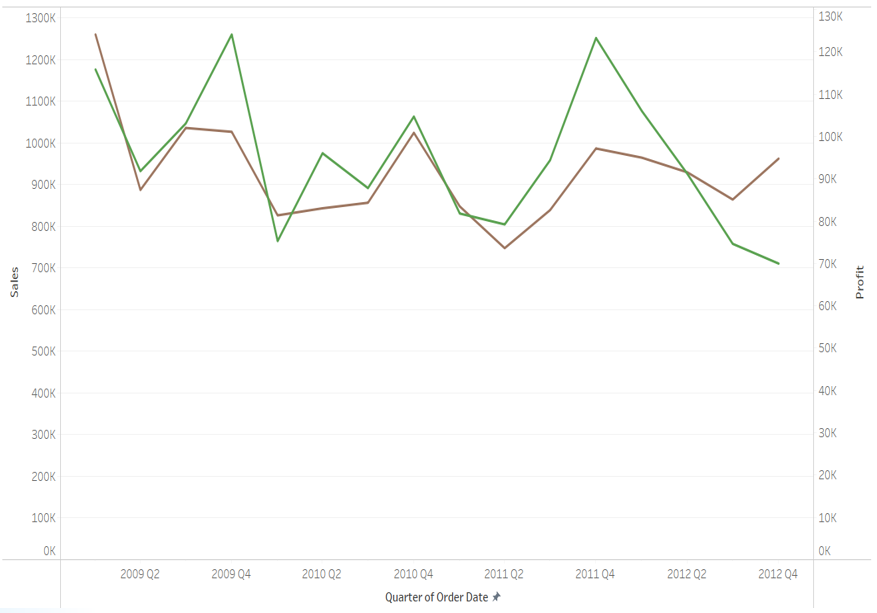 1300K
1200K
1100K
1000K
900K
800K
700K
600K
500K
400K
300K
200K
100K
0K
Sales
130K
120K
110K
100K
90K
80K
70K
60K
50K
40K
30K
20K
10K
0K
Profit
2009 Q2 2009 Q4 2010 Q2 2010 Q4 2011 Q2 2011 Q4 2012 Q2 2012 Q4
Quarter of Order Date